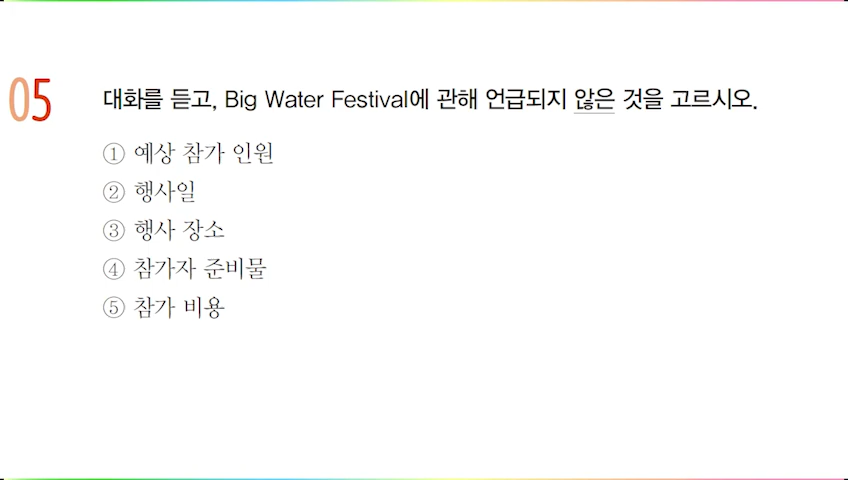 05 대화를 듣고, Big Water Festival에 관해 언급되지 않은 것을 고르시오.
① 예상 참가 인원
② 행사일
③ 행사 장소
④ 참가자 준비물
⑤ 참가 비용